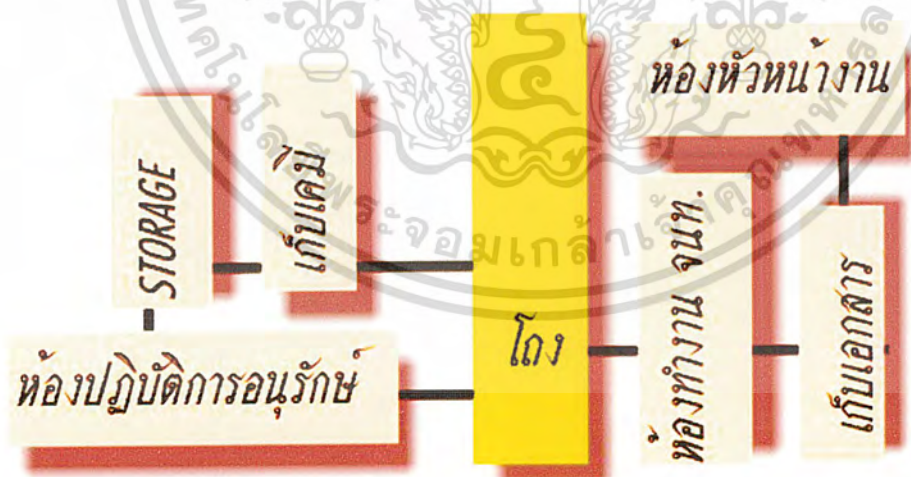 ห้องหัวหน้างาน
STORAGE
เก็บเคมี
ห้องทำงาน จนท.
เก็บเอกสาร
โถง
ห้องปฏิบัติการอนุรักษ์